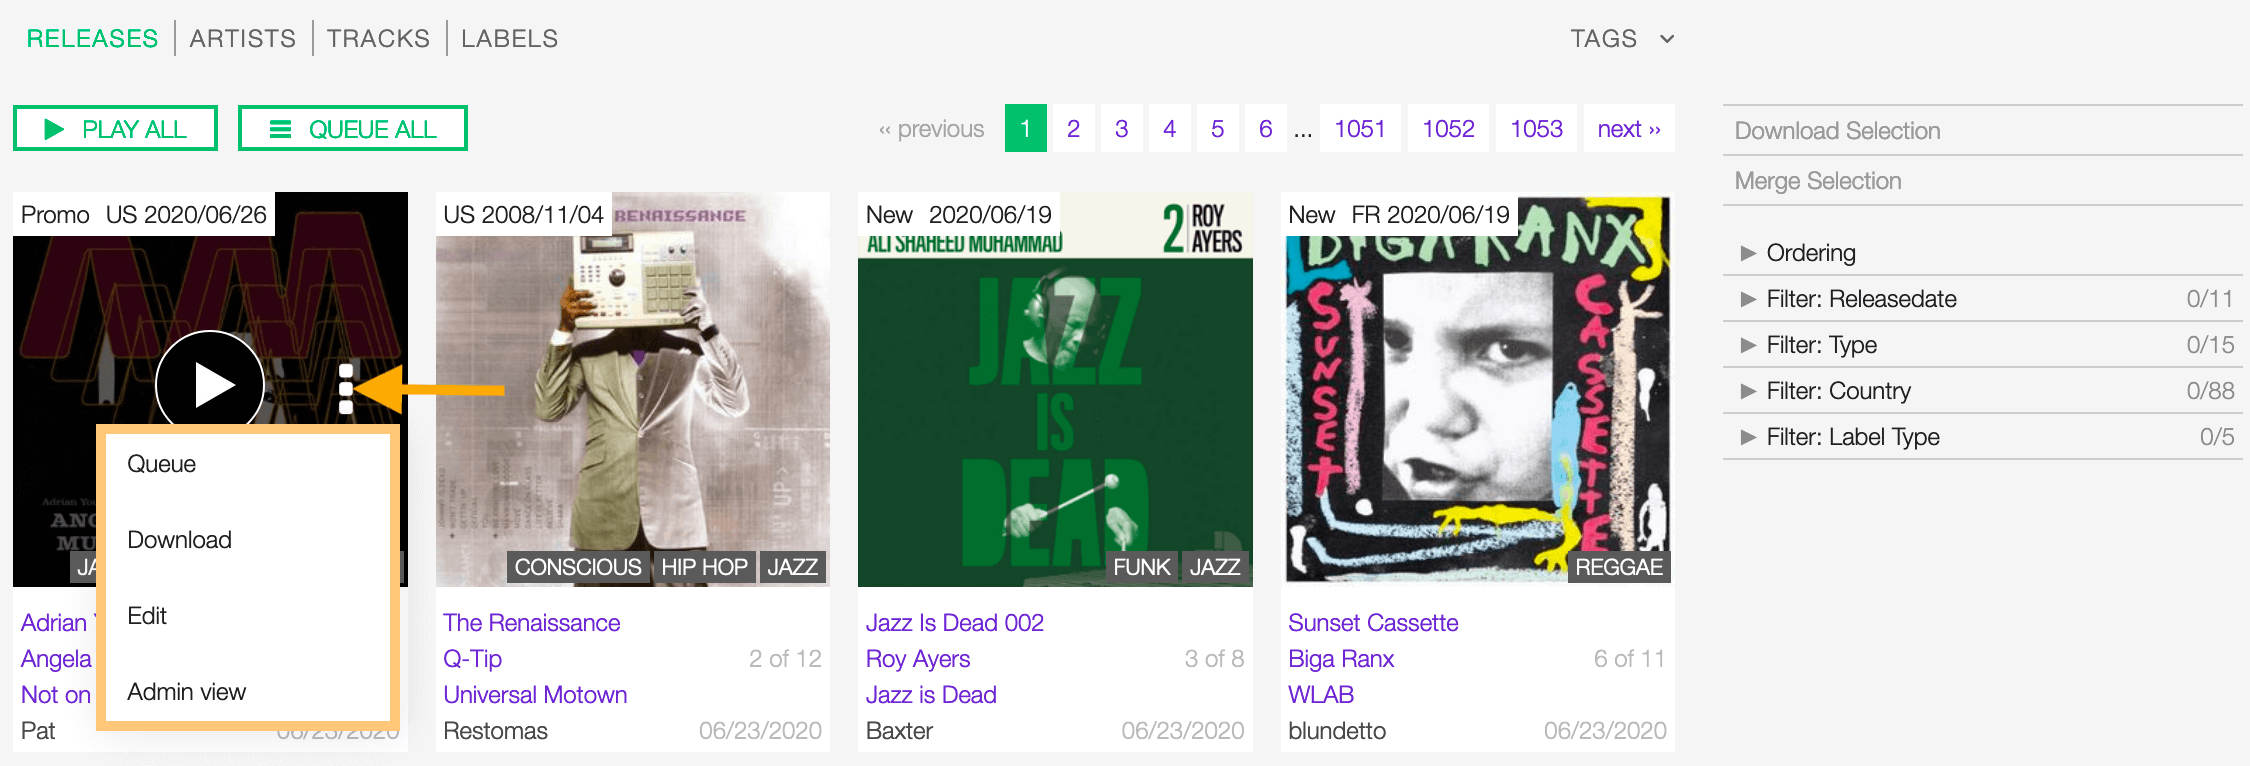 RELEASES ARTISTS TRACKS LABELS TAGS
PLAY ALL QUEUE ALL
‹‹ previous 1 2 3 4 5 6 ... 1051 1052 1053 next ››
Download Selection
Merge Selection
Ordering
Filter: Releasedate 0/11
Filter: Type 0/15
Filter: Country 0/88
Filter: Label Type 0/5
Promo US 2020/06/26
Queue
Download
Edit
Admin view
Adrian
Angela
Not on
Pat 06/23/2020
US 2008/11/04
RENAISSANCE
UP
CONSCIOUS HIP HOP JAZZ
The Renaissance
Q-Tip 2 of 12
Universal Motown
Restomas 06/23/2020
New 2020/06/19
ALI SHAHEED MUHAMMAD
2 ROY
AYERS
JAZZ
IS
DEAD
FUNK JAZZ
Jazz Is Dead 002
Roy Ayers 3 of 8
Jazz is Dead
Baxter 06/23/2020
New FR 2020/06/19
BIGA RANX
SUNSET
CASSETTE
REGGAE
Sunset Cassette
Biga Ranx 6 of 11
WLAB
blundetto 06/23/2020